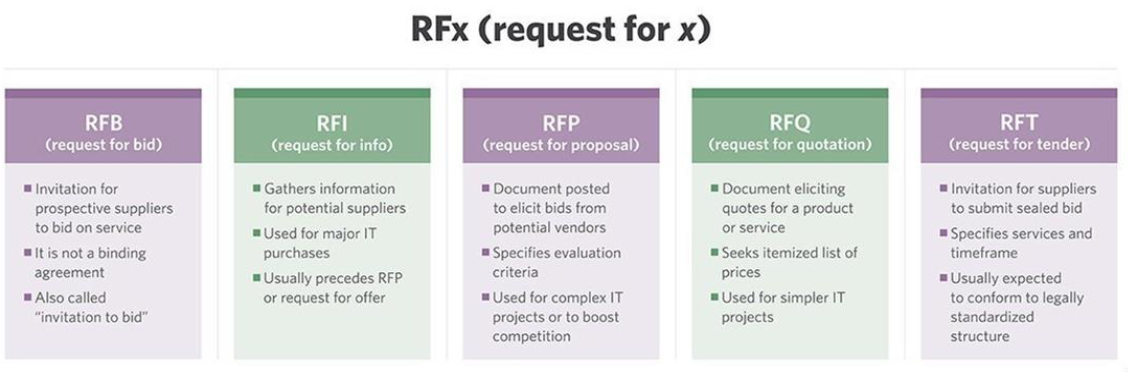 RFx (request for x)
RFB
(request for bid)
■ Invitation for
prospective suppliers
to bid on service
■ It is not a binding
agreement
■ Also called
“invitation to bid”
RFI
(request for info)
■ Gathers information
for potential suppliers
■ Used for major IT
purchases
■ Usually precedes RFP
or request for offer
RFP
(request for proposal)
■ Document posted
to elicit bids from
potential vendors
■ Specifies evaluation
criteria
■ Used for complex IT
projects or to boost
competition
RFQ
(request for quotation)
■ Document eliciting
quotes for a product
or service
■ Seeks itemized list of
prices
■ Used for simpler IT
projects
RFT
(request for tender)
■ Invitation for suppliers
to submit sealed bid
■ Specifies services and
timeframe
■ Usually expected
to conform to legally
standardized
structure